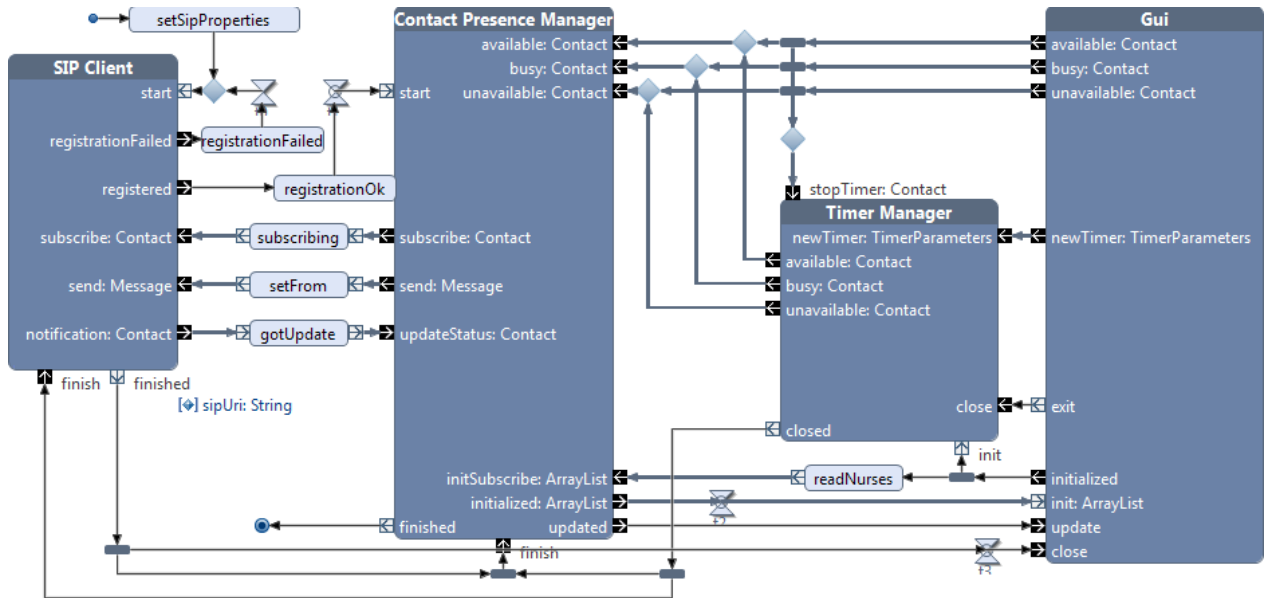 setSipProperties
Contact Presence Manager
Gui
available: Contact
available: Contact
SIP Client
busy: Contact
busy: Contact
start
start
unavailable: Contact
unavailable: Contact
registrationFailed
registrationFailed
registered
registrationOk
stopTimer: Contact
Timer Manager
subscribe: Contact
subscribing
subscribe: Contact
newTimer: TimerParameters
newTimer: TimerParameters
available: Contact
send: Message
setFrom
send: Message
busy: Contact
unavailable: Contact
notification: Contact
gotUpdate
updateStatus: Contact
finish
finished
sipUri: String
close
exit
closed
init
initSubscribe: ArrayList
readNurses
initialized
initialized: ArrayList
init: ArrayList
finished
updated
update
finish
close